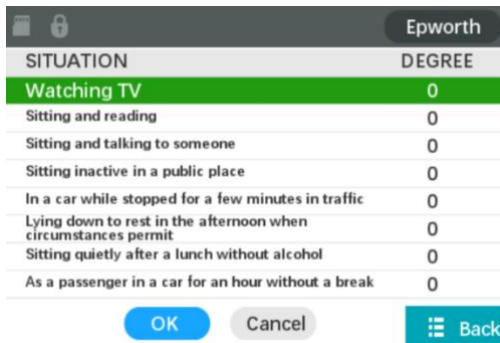 Epworth
SITUATION DEGREE
Watching TV 0
Sitting and reading 0
Sitting and talking to someone 0
Sitting inactive in a public place 0
In a car while stopped for a few minutes in traffic 0
Lying down to rest in the afternoon when
circumstances permit 0
Sitting quietly after a lunch without alcohol 0
As a passenger in a car for an hour without a break 0
OK Cancel Back